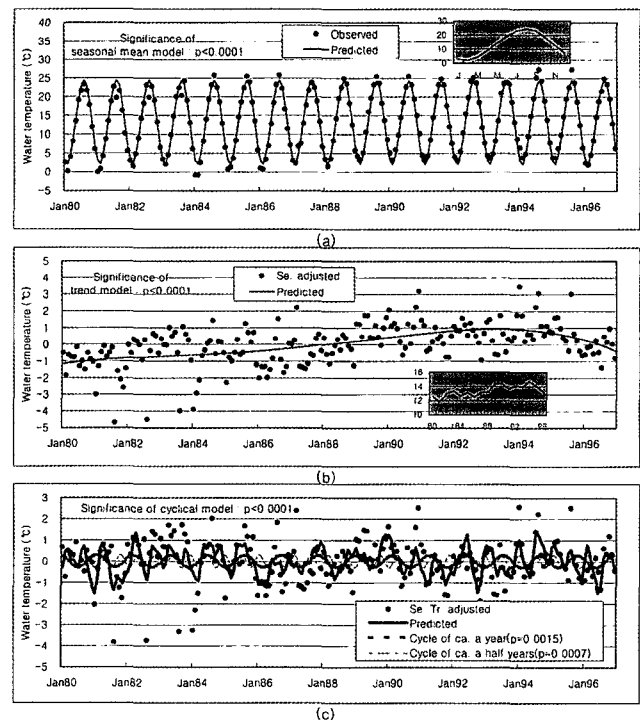 Significance of
seasonal mean model p<0.0001
Observed
Predicted
Water temperature (℃)
40
35
30
25
20
15
10
5
0
-5
30
20
10
0
J M M J N
Jan80 Jan82 Jan84 Jan86 Jan88 Jan90 Jan92 Jan94 Jan96
(a)
Significance of
trend model p<0.0001
Se. adjusted
Predicted
Water temperature (℃)
5
4
3
2
1
0
-1
-2
-3
-4
-5
16
14
12
10
80
Jan80 Jan82 Jan84 Jan86 Jan88 Jan90 Jan92 Jan94 Jan96
(b)
Significance of cyclical model p<0.0001
Water temperature (℃)
3
2
1
0
-1
-2
-3
-4
-5
Se Tr adjusted
Predicted
Cycle of ca. a year(p=0.0015)
Cycle of ca. a half years(p=0.0007)
Jan80 Jan82 Jan84 Jan86 Jan88 Jan90 Jan92 Jan94 Jan96
(c)